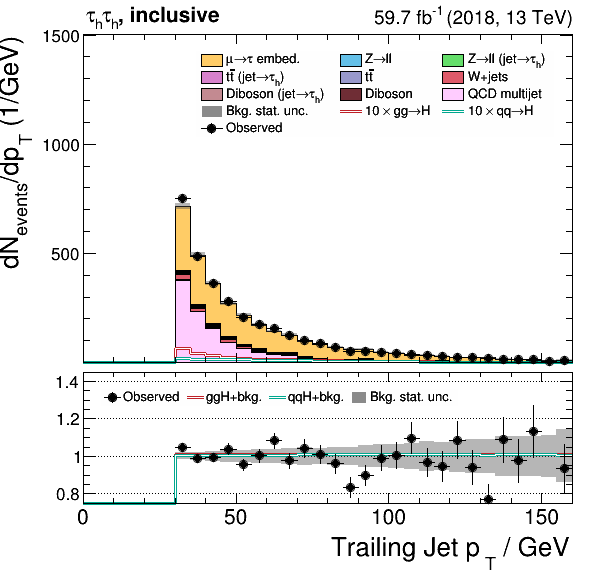 τhτh, inclusive 59.7 fb⁻¹ (2018, 13 TeV)
dNevents/dpT (1/GeV)
1500
1000
500
μ→τ embed. Z→ll Z→ll (jet→τh)
tt̄ (jet→τh) tt̄ W+jets
Diboson (jet→τh) Diboson QCD multijet
Bkg. stat. unc. 10 × gg→H 10 × qq→H
Observed
1.4
1.2
1
0.8
Observed ggH+bkg. qqH+bkg. Bkg. stat. unc.
0 50 100 150
Trailing Jet pT / GeV